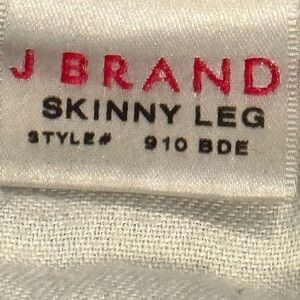 J BRAND
SKINNY LEG
STYLE# 910 BDE